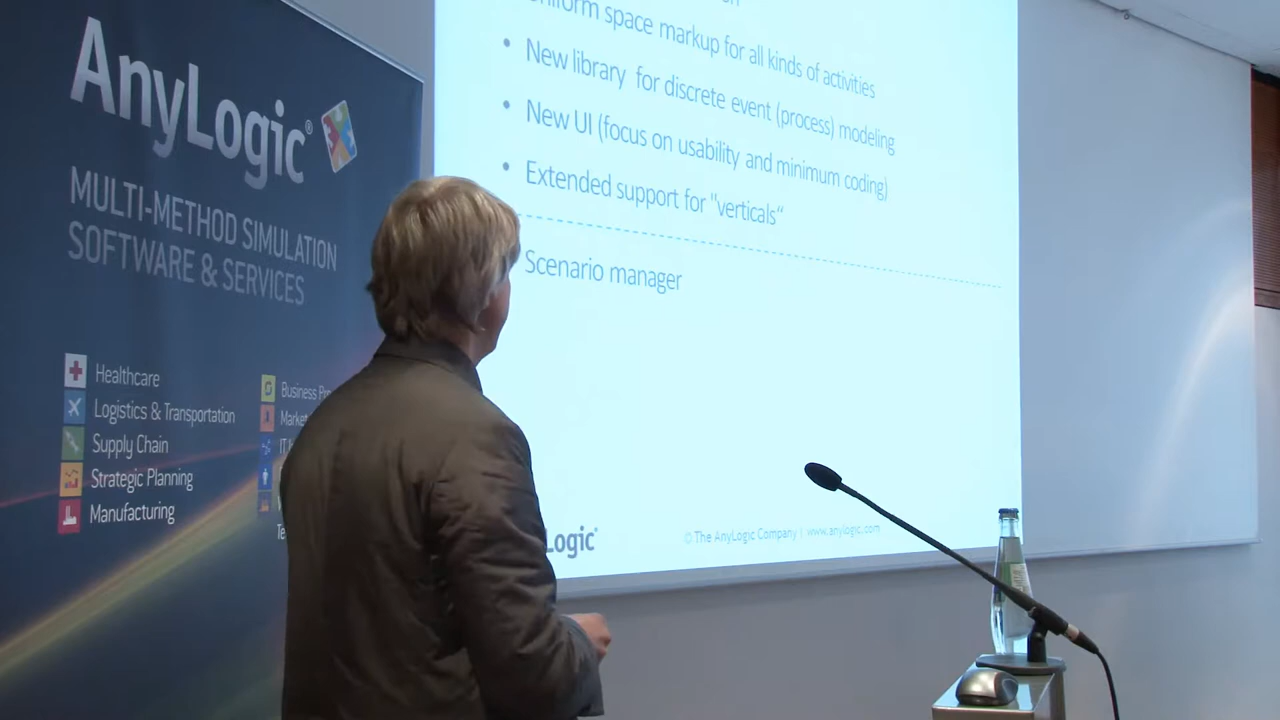 AnyLogic®
MULTI-METHOD SIMULATION
SOFTWARE & SERVICES
Healthcare
Logistics & Transportation
Supply Chain
Strategic Planning
Manufacturing
Business
Market
space markup for all kinds of activities
• New library for discrete event (process) modeling
• New UI (focus on usability and minimum coding)
• Extended support for "verticals"
Scenario manager
Logic®
© The AnyLogic Company | www.anylogic.com